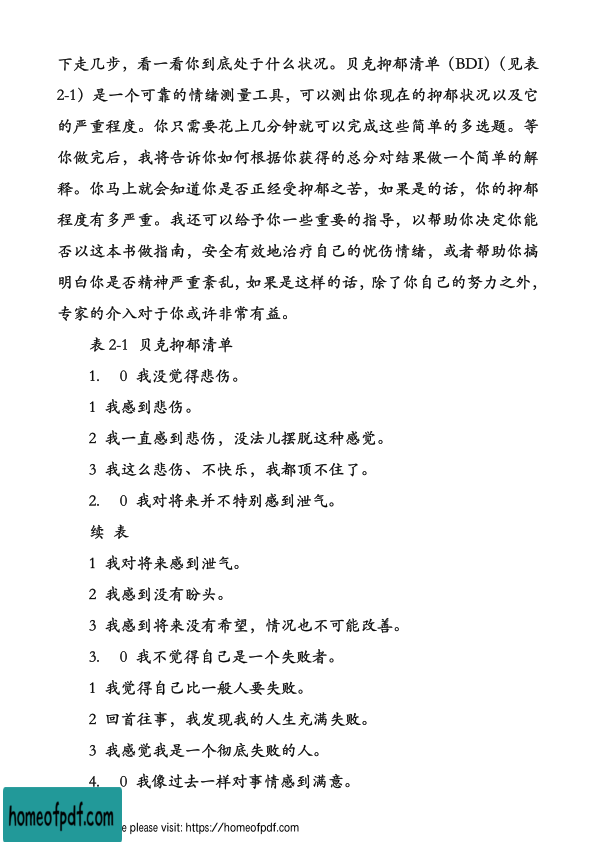 下走几步，看一看你到底处于什么状况。贝克抑郁清单（BDI）（见表
2-1）是一个可靠的情绪测量工具，可以测出你现在的抑郁状况以及它
的严重程度。你只需要花上几分钟就可以完成这些简单的多选题。等
你做完后，我将告诉你如何根据你获得的总分对结果做一个简单的解
释。你马上就会知道你是否正经受抑郁之苦，如果是的话，你的抑郁
程度有多严重。我还可以给予你一些重要的指导，以帮助你决定你能
否以这本书做指南，安全有效地治疗自己的忧伤情绪，或者帮助你搞
明白你是否精神严重紊乱，如果是这样的话，除了你自己的努力之外，
专家的介入对于你或许非常有益。
表 2-1 贝克抑郁清单
1. 0 我没觉得悲伤。
1 我感到悲伤。
2 我一直感到悲伤，没法儿摆脱这种感觉。
3 我这么悲伤、不快乐，我都顶不住了。
2. 0 我对将来并不特别感到泄气。
续 表
1 我对将来感到泄气。
2 我感到没有盼头。
3 我感到将来没有希望，情况也不可能改善。
3. 0 我不觉得自己是一个失败者。
1 我觉得自己比一般人要失败。
2 回首往事，我发现我的人生充满失败。
3 我感觉我是一个彻底失败的人。
4. 0 我像过去一样对事情感到满意。
homeofpdf.com
please visit: https://homeofpdf.com